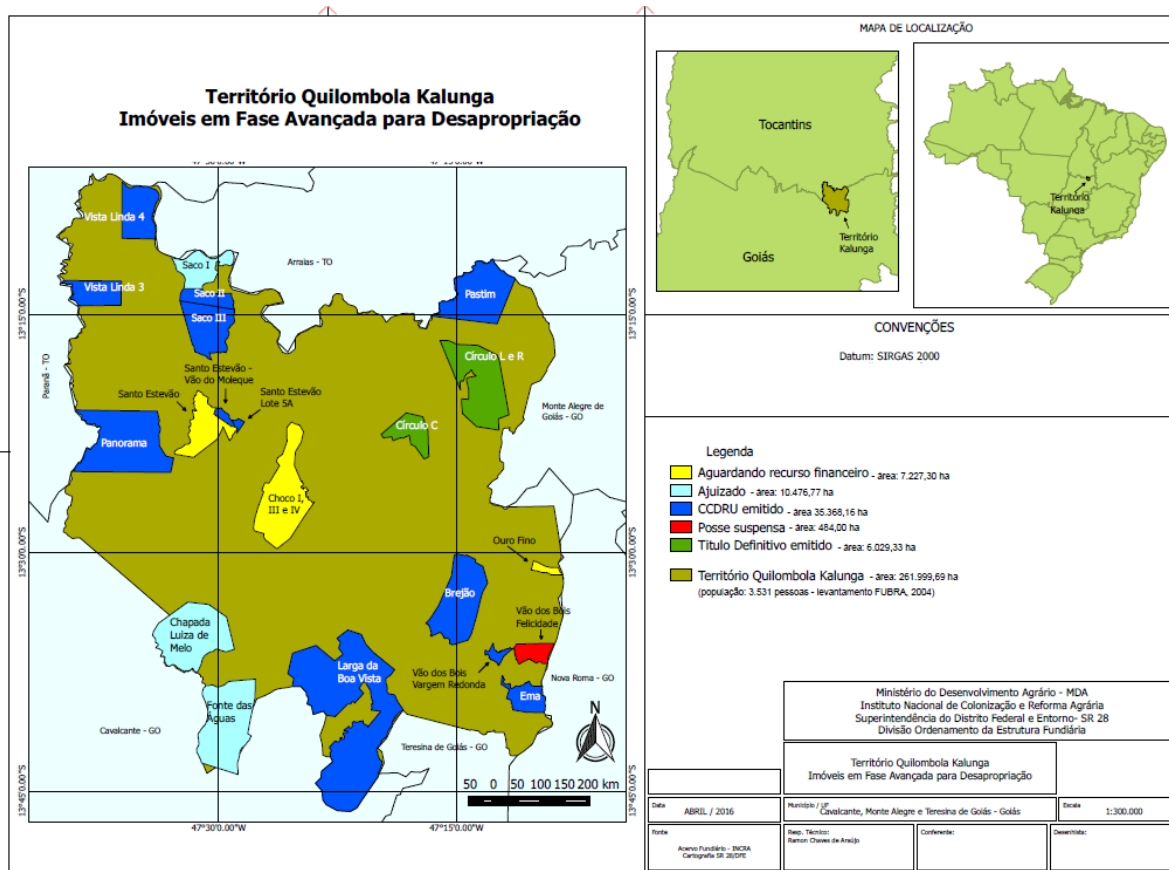 Território Quilombola Kalunga
Imóveis em Fase Avançada para Desapropriação
47°15'0.00"W
Vista Linda 4
Saco I
Arraias - TO
Vista Linda 3
Saco II
Saco III
Pastim
13°15'0.00"S
13°15'0.00"S
Paranã - TO
Santo Estevão -
Vão do Moleque
Santo Estevão
Santo Estevão
Lote 5A
Círculo L e R
Círculo C
Monte Alegre de
Goiás - GO
Panorama
Choco I,
III e IV
Ouro Fino
13°30'0.00"S
13°30'0.00"S
Brejão
Vão dos Bois
Felicidade
Chapada
Luiza de
Melo
Larga da
Boa Vista
Vão dos Bois
Vargem Redonda
Nova Roma - GO
Ema
Fonte das
Águas
Cavalcante - GO
Teresina de Goiás - GO
N
50 0 50 100 150 200 km
13°45'0.00"S
13°45'0.00"S
47°30'0.00"W
47°15'0.00"W
MAPA DE LOCALIZAÇÃO
Tocantins
Goiás
Território
Kalunga
Território
Kalunga
CONVENÇÕES
Datum: SIRGAS 2000
Legenda
Aguardando recurso financeiro - área: 7.227,30 ha
Ajuizado - área: 10.476,77 ha
CCDRU emitido - área 35.368,16 ha
Posse suspensa - área: 484,00 ha
Título Definitivo emitido - área: 6.029,33 ha
Território Quilombola Kalunga - área: 261.999,69 ha
(população: 3.531 pessoas - levantamento FUBRA, 2004)
Ministério do Desenvolvimento Agrário - MDA
Instituto Nacional de Colonização e Reforma Agrária
Superintendência do Distrito Federal e Entorno- SR 28
Divisão Ordenamento da Estrutura Fundiária
Território Quilombola Kalunga
Imóveis em Fase Avançada para Desapropriação
Data
ABRIL / 2016
Município / UF
Cavalcante, Monte Alegre e Teresina de Goiás - Goiás
Escala
1:300.000
Fonte
Acervo Fundiário - INCRA
Cartografia SR 28/DFE
Resp. Técnico:
Ramon Chaves de Araújo
Conferente:
Desenhista: